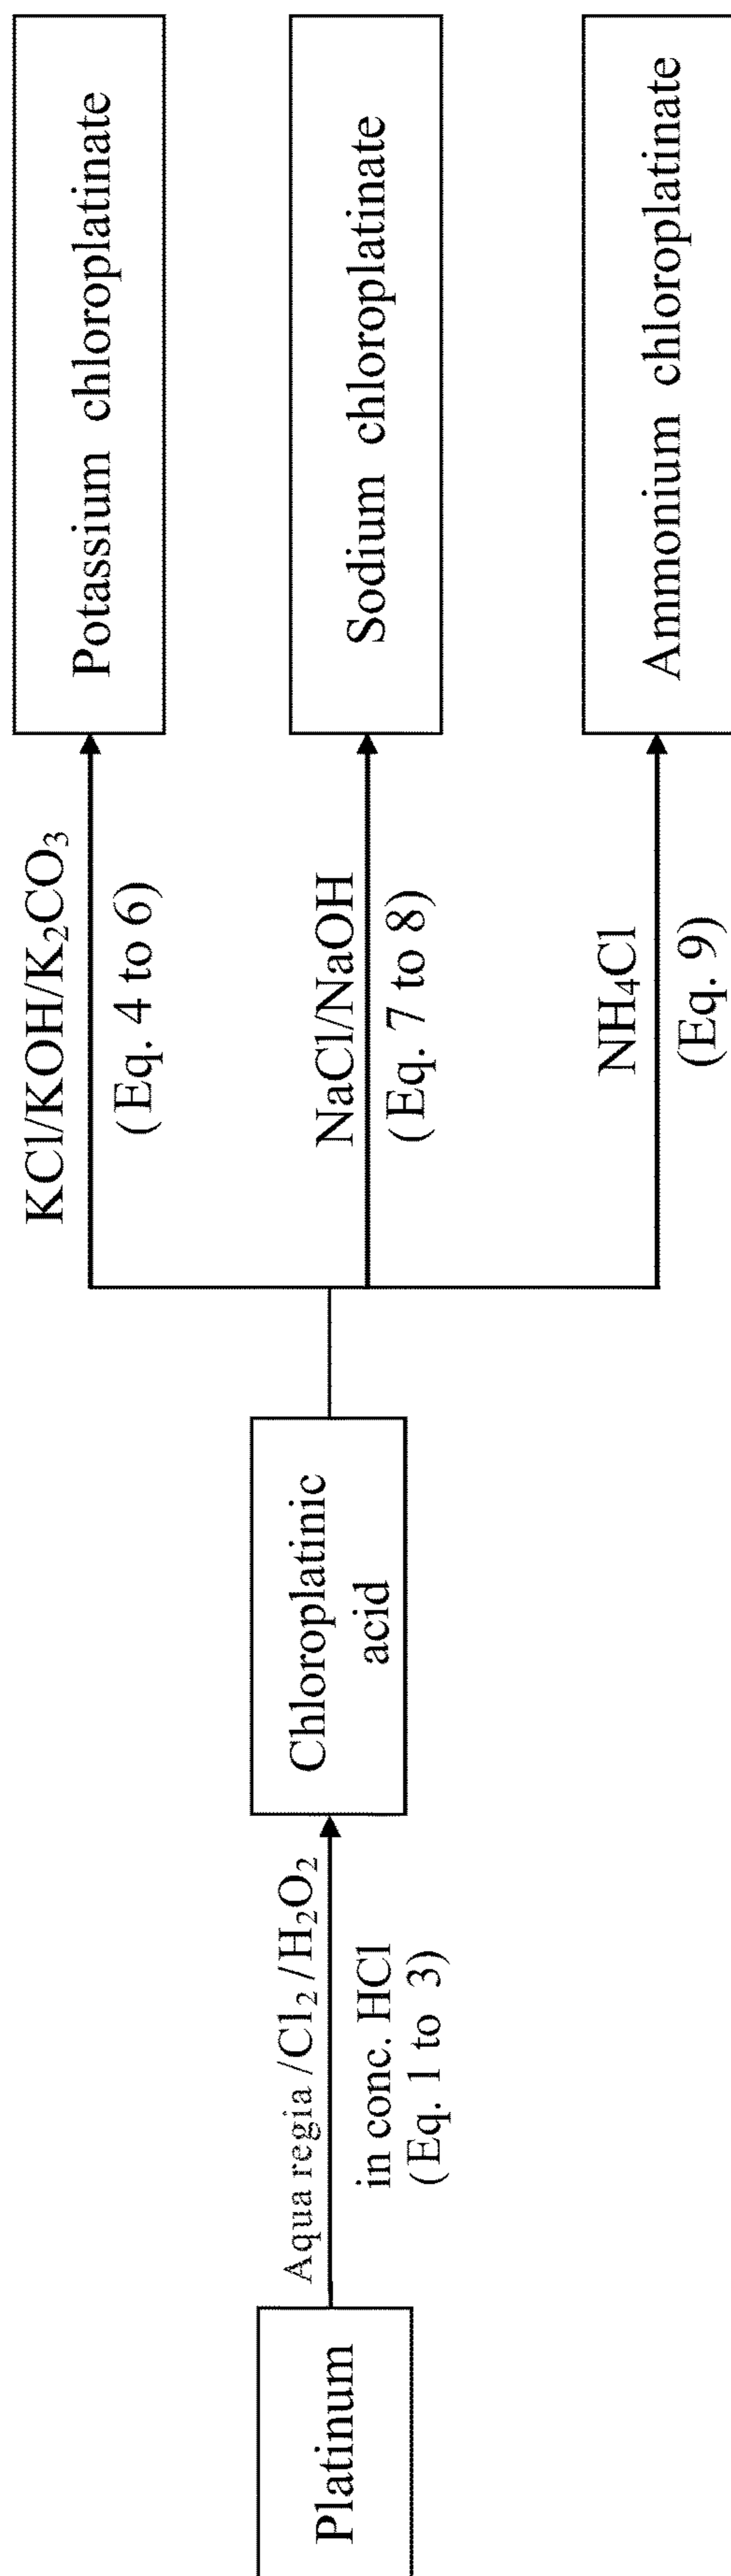 Platinum
Aqua regia /Cl₂ /H₂O₂
in conc. HCl
(Eq. 1 to 3)
Chloroplatinic
acid
KCl/KOH/K₂CO₃
(Eq. 4 to 6)
Potassium chloroplatinate
NaCl/NaOH
(Eq. 7 to 8)
Sodium chloroplatinate
NH₄Cl
(Eq. 9)
Ammonium chloroplatinate